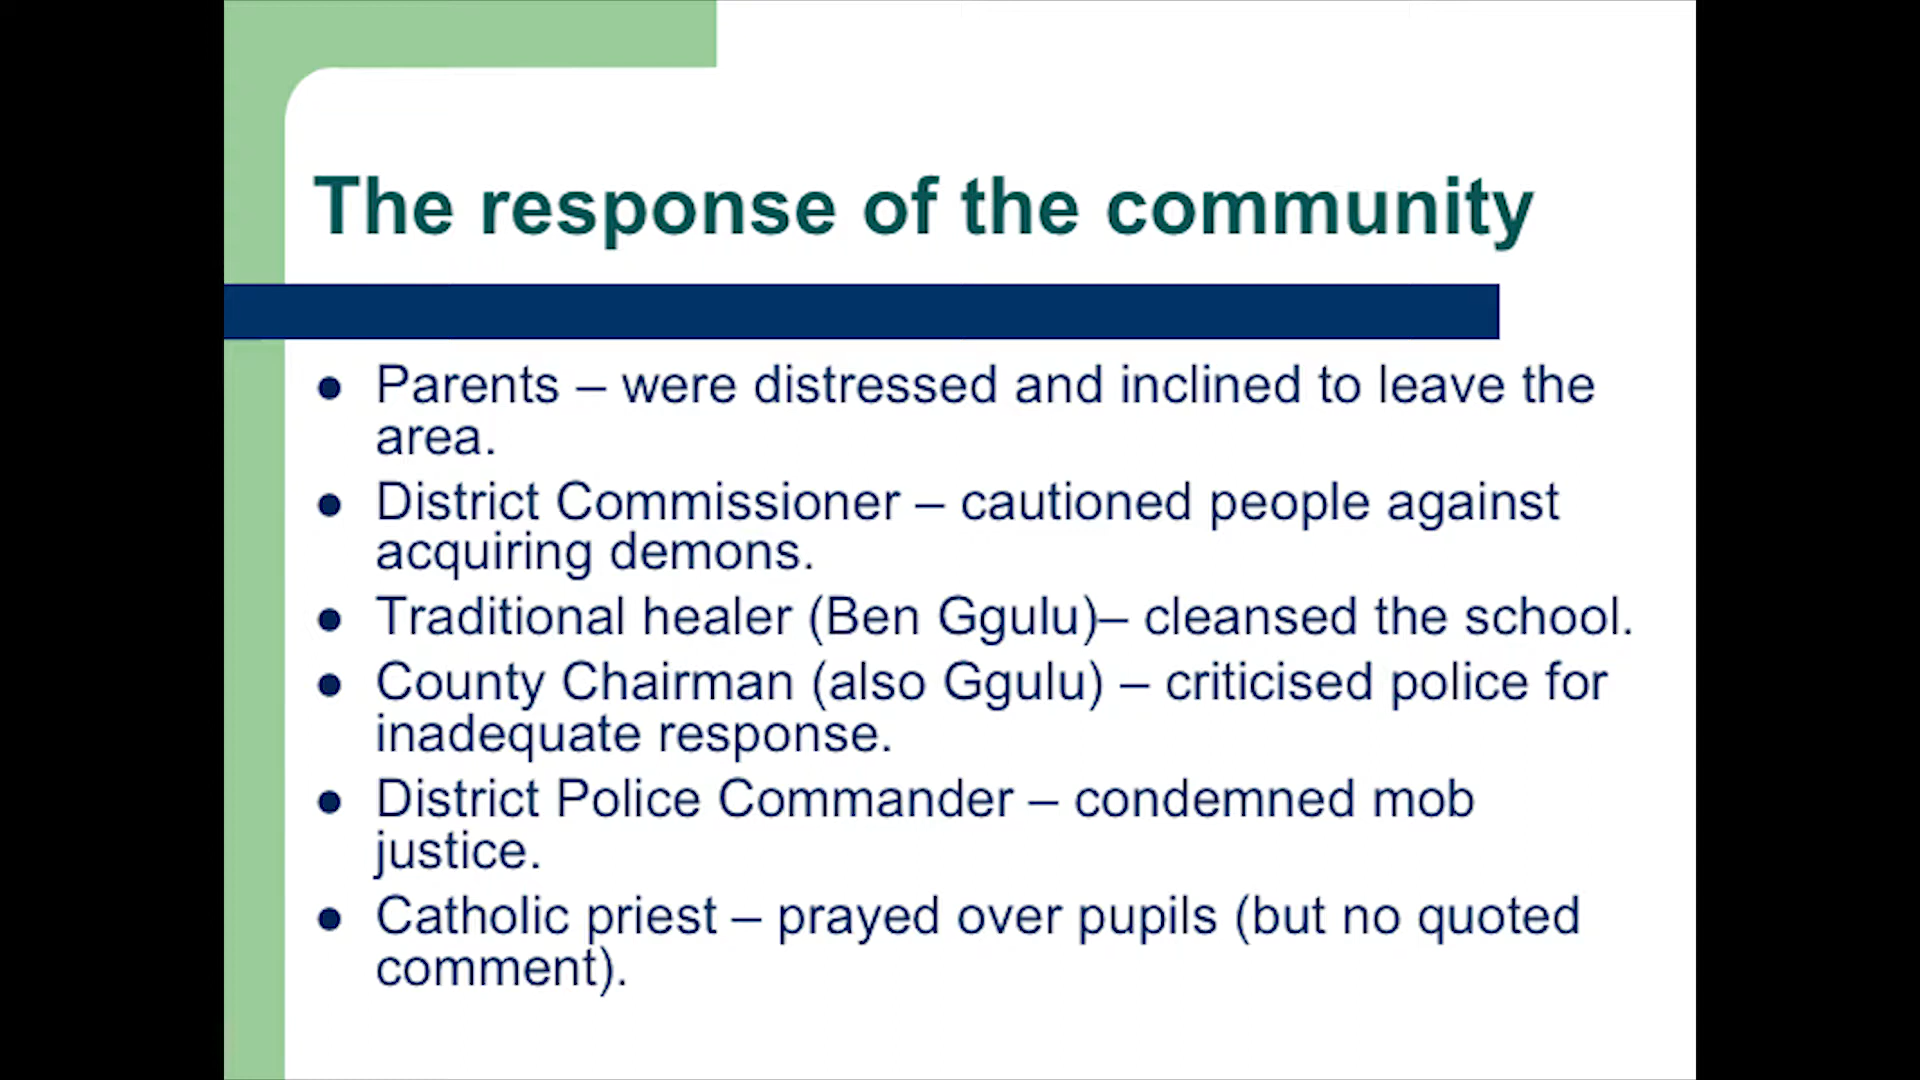 The response of the community
● Parents – were distressed and inclined to leave the
area.
● District Commissioner – cautioned people against
acquiring demons.
● Traditional healer (Ben Ggulu)– cleansed the school.
● County Chairman (also Ggulu) – criticised police for
inadequate response.
● District Police Commander – condemned mob
justice.
● Catholic priest – prayed over pupils (but no quoted
comment).